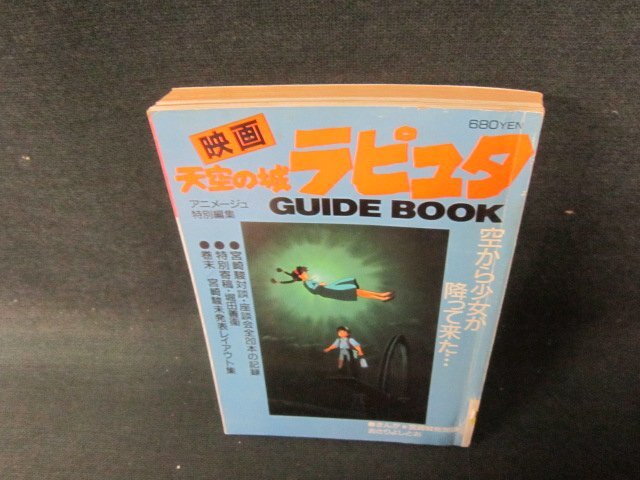 680YEN
映画
天空の城ラピュタ
アニメージュ
特別編集
GUIDE BOOK
空から少女が
降って来た…
●宮崎駿対談・座談会全20本の記録
●特別寄稿・堀田善衛
●巻末/宮崎駿未発表レイアウト集
●まんが